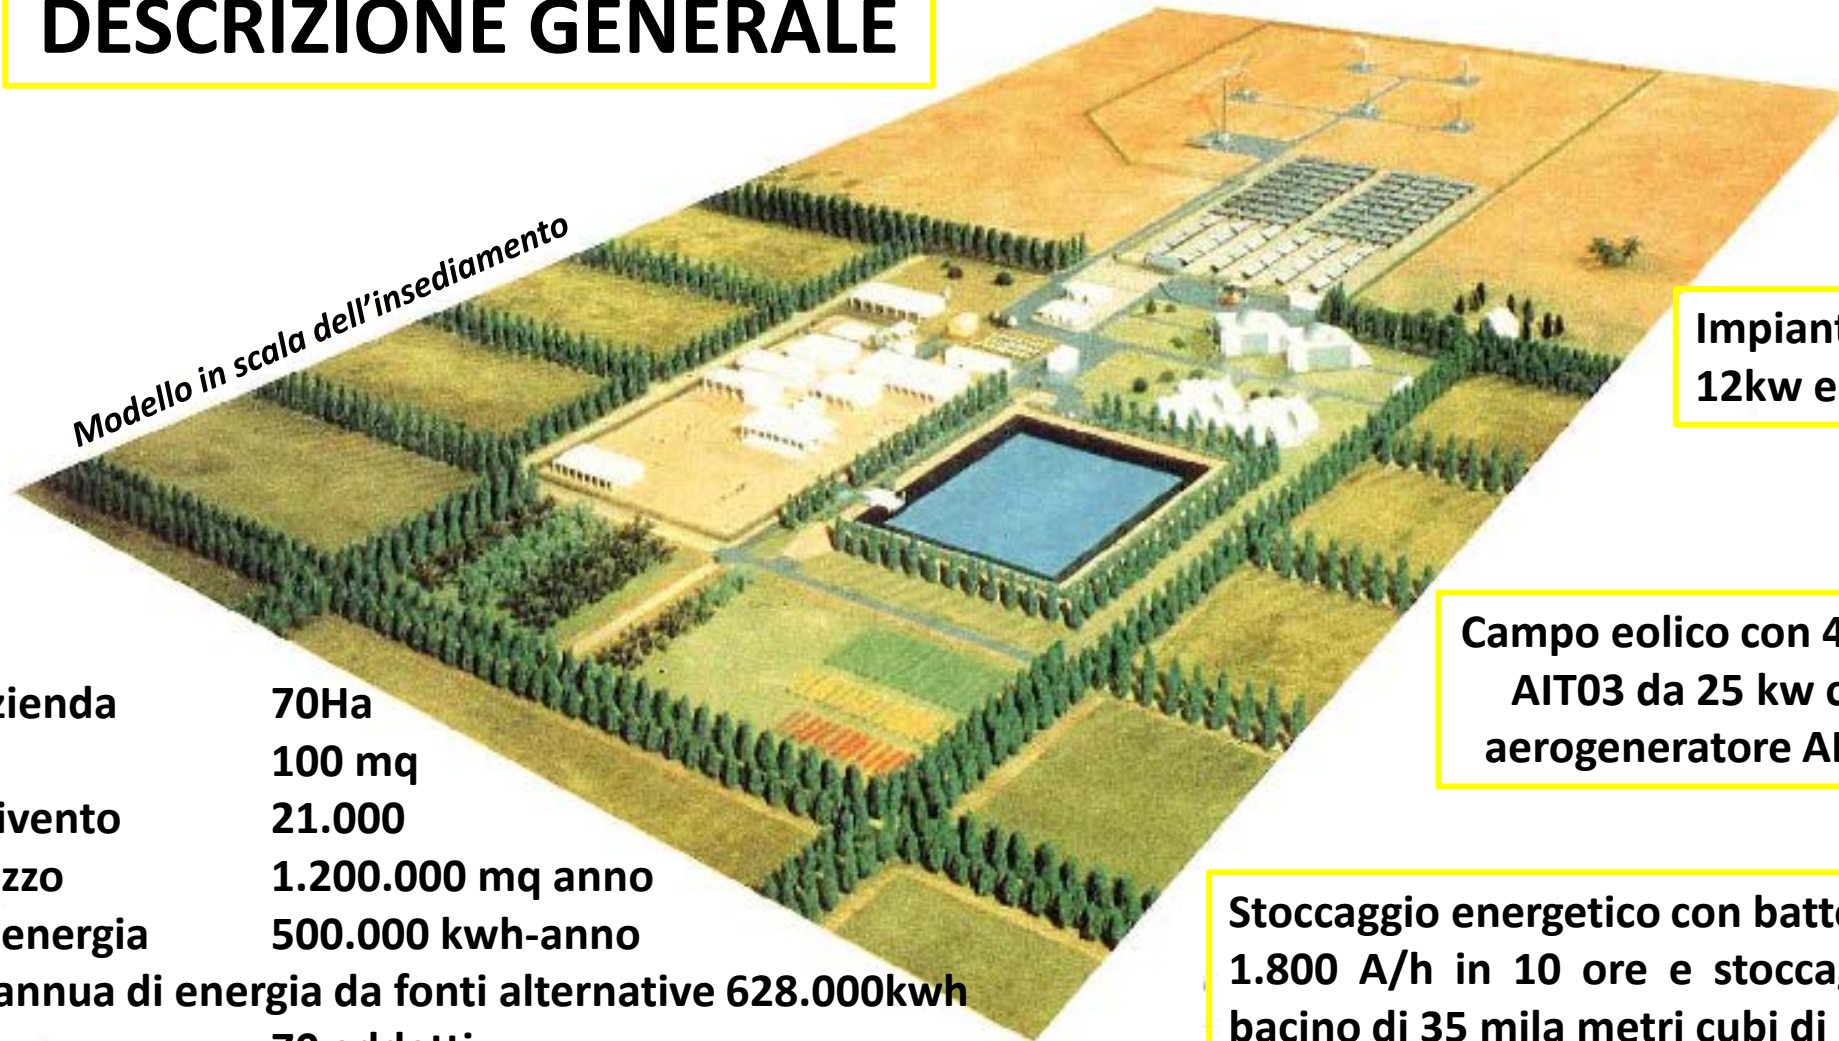 DESCRIZIONE GENERALE
Modello in scala dell'insediamento
Impiant
12kw e
Campo eolico con 4
AIT03 da 25 kw
aerogeneratore
zienda 70Ha
100 mq
ivento 21.000
zzo 1.200.000 mq anno
energia 500.000 kwh-anno
annua di energia da fonti alternative 628.000kwh
70 addetti
Stoccaggio energetico con batt
1.800 A/h in 10 ore e stocca
bacino di 35 mila metri cubi di